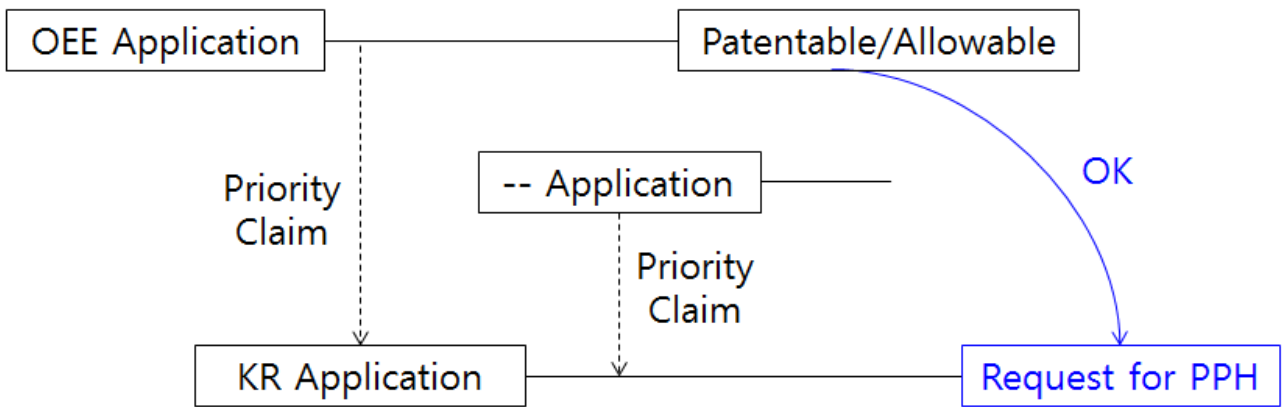 OEE Application
Patentable/Allowable
Priority
Claim
-- Application
OK
Priority
Claim
KR Application
Request for PPH